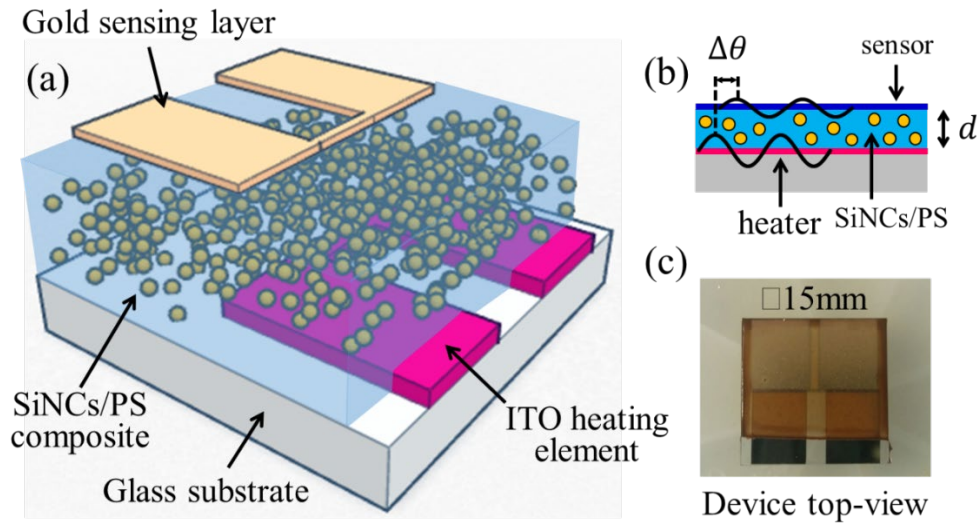 Gold sensing layer
(a)
SiNCs/PS
composite
Glass substrate
ITO heating
element
(b)
Δθ
sensor
d
heater
SiNCs/PS
(c)
□15mm
Device top-view